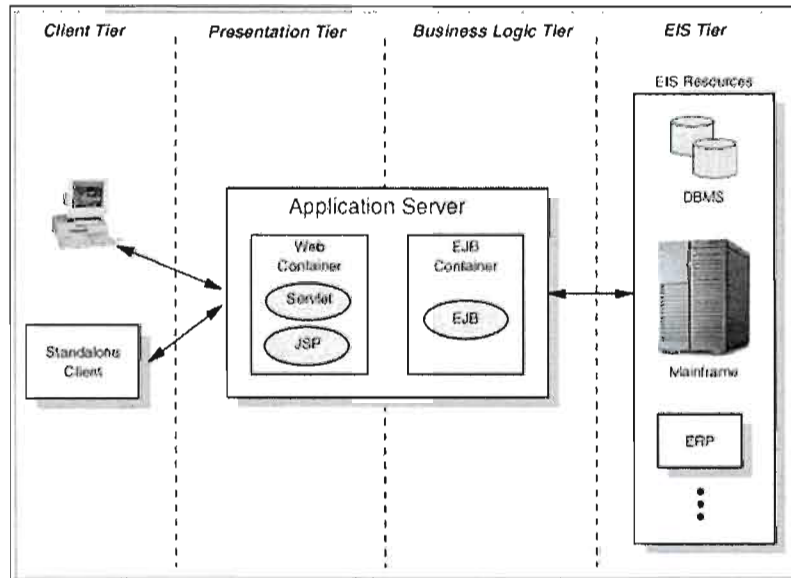 Client Tier
Presentation Tier
Business Logic Tier
EIS Tier
EIS Resources
DBMS
Application Server
Web
Container
Servlet
JSP
EJB
Container
EJB
Standalone
Client
Mainframe
ERP